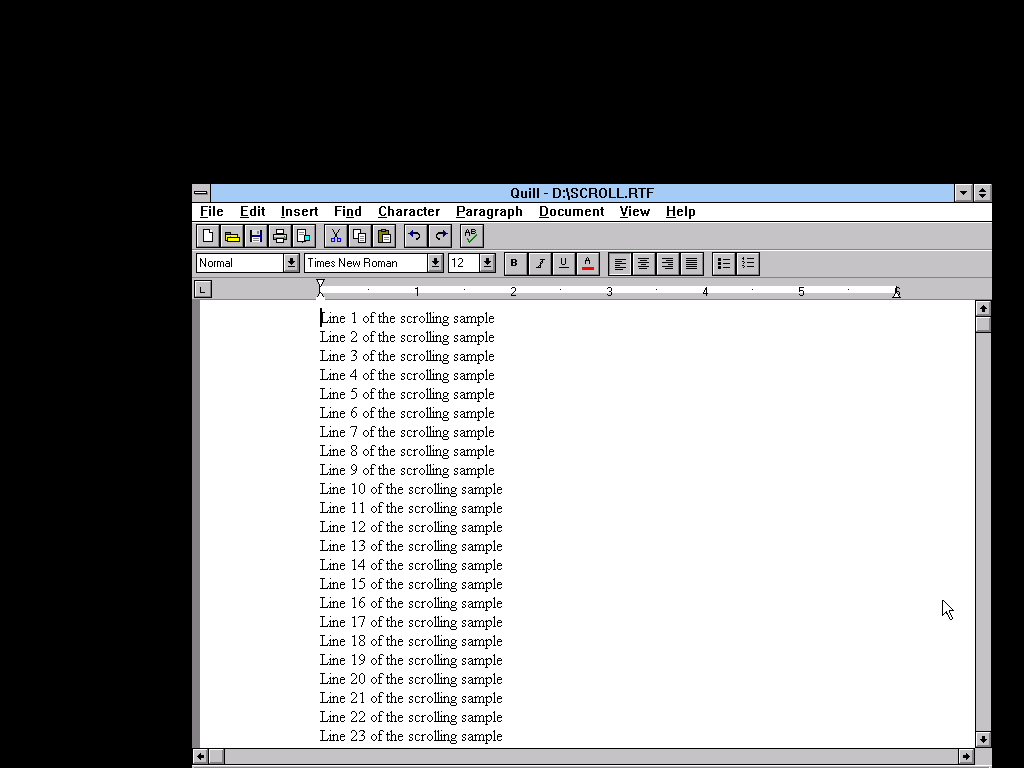 Quill - D:\SCROLL.RTF
File Edit Insert Find Character Paragraph Document View Help
AB
Normal Times New Roman 12 B I U A
L 1 2 3 4 5 6
Line 1 of the scrolling sample
Line 2 of the scrolling sample
Line 3 of the scrolling sample
Line 4 of the scrolling sample
Line 5 of the scrolling sample
Line 6 of the scrolling sample
Line 7 of the scrolling sample
Line 8 of the scrolling sample
Line 9 of the scrolling sample
Line 10 of the scrolling sample
Line 11 of the scrolling sample
Line 12 of the scrolling sample
Line 13 of the scrolling sample
Line 14 of the scrolling sample
Line 15 of the scrolling sample
Line 16 of the scrolling sample
Line 17 of the scrolling sample
Line 18 of the scrolling sample
Line 19 of the scrolling sample
Line 20 of the scrolling sample
Line 21 of the scrolling sample
Line 22 of the scrolling sample
Line 23 of the scrolling sample